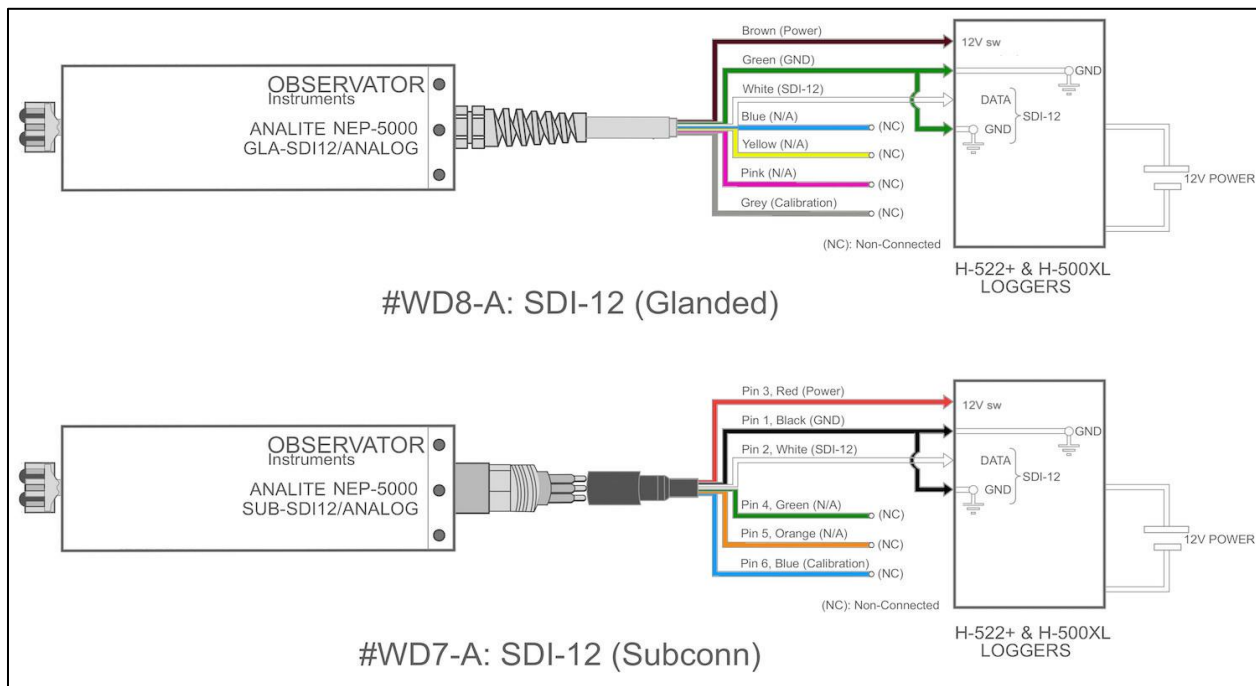 Brown (Power)
12V sw
Green (GND)
GND
OBSERVATOR
Instruments
White (SDI-12)
DATA
SDI-12
Blue (N/A)
(NC)
GND
ANALITE NEP-5000
GLA-SDI12/ANALOG
Yellow (N/A)
(NC)
Pink (N/A)
(NC)
12V POWER
Grey (Calibration)
(NC)
(NC): Non-Connected
H-522+ & H-500XL
LOGGERS
#WD8-A: SDI-12 (Glanded)
Pin 3, Red (Power)
12V sw
Pin 1, Black (GND)
GND
OBSERVATOR
Instruments
Pin 2, White (SDI-12)
DATA
SDI-12
GND
ANALITE NEP-5000
SUB-SDI12/ANALOG
Pin 4, Green (N/A)
(NC)
Pin 5, Orange (N/A)
(NC)
12V POWER
Pin 6, Blue (Calibration)
(NC)
(NC): Non-Connected
H-522+ & H-500XL
LOGGERS
#WD7-A: SDI-12 (Subconn)